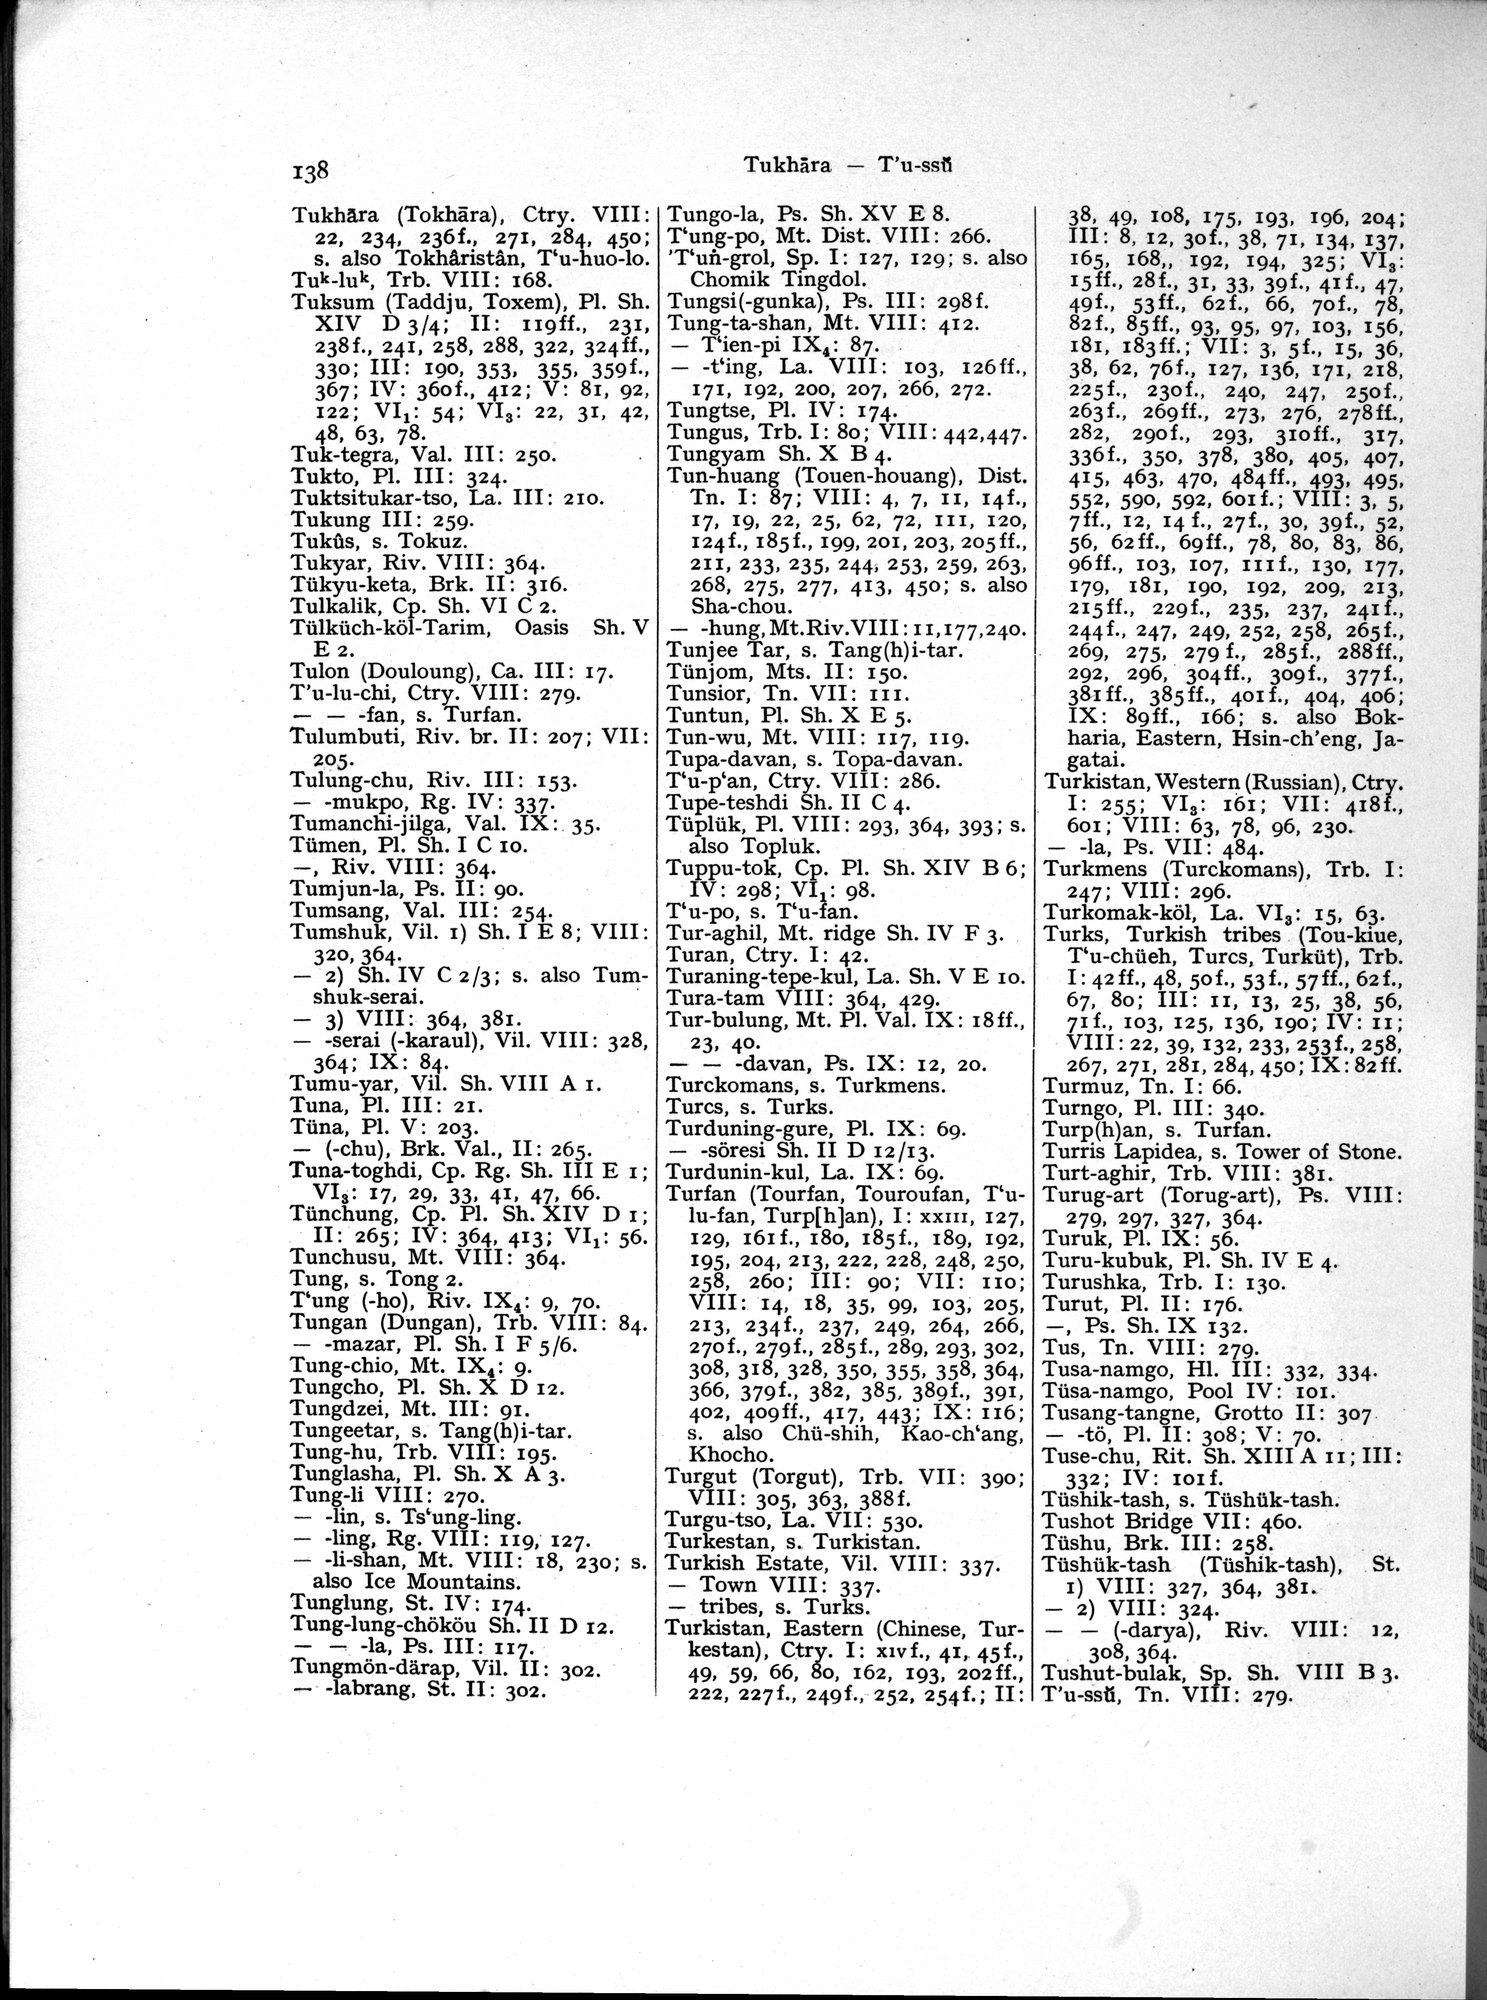 138
Tukhāra — T’u-ssŭ
Tukhāra (Tokhāra), Ctry. VIII:
22, 234, 236f., 271, 284, 450;
s. also Tokhâristân, T‘u-huo-lo.
Tuᵏ-luᵏ, Trb. VIII: 168.
Tuksum (Taddju, Toxem), Pl. Sh.
XIV D 3/4; II: 119ff., 231,
238f., 241, 258, 288, 322, 324ff.,
330; III: 190, 353, 355, 359f.,
367; IV: 360f., 412; V: 81, 92,
122; VI₁: 54; VI₃: 22, 31, 42,
48, 63, 78.
Tuk-tegra, Val. III: 250.
Tukto, Pl. III: 324.
Tuktsitukar-tso, La. III: 210.
Tukung III: 259.
Tukûs, s. Tokuz.
Tukyar, Riv. VIII: 364.
Tükyu-keta, Brk. II: 316.
Tulkalik, Cp. Sh. VI C 2.
Tülküch-köl-Tarim, Oasis Sh. V
E 2.
Tulon (Douloung), Ca. III: 17.
T’u-lu-chi, Ctry. VIII: 279.
— — -fan, s. Turfan.
Tulumbuti, Riv. br. II: 207; VII:
205.
Tulung-chu, Riv. III: 153.
— -mukpo, Rg. IV: 337.
Tumanchi-jilga, Val. IX: 35.
Tümen, Pl. Sh. I C 10.
—, Riv. VIII: 364.
Tumjun-la, Ps. II: 90.
Tumsang, Val. III: 254.
Tumshuk, Vil. 1) Sh. I E 8; VIII:
320, 364.
— 2) Sh. IV C 2/3; s. also Tum-
shuk-serai.
— 3) VIII: 364, 381.
— -serai (-karaul), Vil. VIII: 328,
364; IX: 84.
Tumu-yar, Vil. Sh. VIII A 1.
Tuna, Pl. III: 21.
Tüna, Pl. V: 203.
— (-chu), Brk. Val., II: 265.
Tuna-toghdi, Cp. Rg. Sh. III E 1;
VI₃: 17, 29, 33, 41, 47, 66.
Tünchung, Cp. Pl. Sh. XIV D 1;
II: 265; IV: 364, 413; VI₁: 56.
Tunchusu, Mt. VIII: 364.
Tung, s. Tong 2.
T‘ung (-ho), Riv. IX₄: 9, 70.
Tungan (Dungan), Trb. VIII: 84.
— -mazar, Pl. Sh. I F 5/6.
Tung-chio, Mt. IX₄: 9.
Tungcho, Pl. Sh. X D 12.
Tungdzei, Mt. III: 91.
Tungeetar, s. Tang(h)i-tar.
Tung-hu, Trb. VIII: 195.
Tunglasha, Pl. Sh. X A 3.
Tung-li VIII: 270.
— -lin, s. Ts‘ung-ling.
— -ling, Rg. VIII: 119, 127.
— -li-shan, Mt. VIII: 18, 230; s.
also Ice Mountains.
Tunglung, St. IV: 174.
Tung-lung-chököu Sh. II D 12.
— — -la, Ps. III: 117.
Tungmön-därap, Vil. II: 302.
— -labrang, St. II: 302.
Tungo-la, Ps. Sh. XV E 8.
T‘ung-po, Mt. Dist. VIII: 266.
’T‘uṅ-grol, Sp. I: 127, 129; s. also
Chomik Tingdol.
Tungsi(-gunka), Ps. III: 298f.
Tung-ta-shan, Mt. VIII: 412.
— T‘ien-pi IX₄: 87.
— -t‘ing, La. VIII: 103, 126ff.,
171, 192, 200, 207, 266, 272.
Tungtse, Pl. IV: 174.
Tungus, Trb. I: 80; VIII: 442,447.
Tungyam Sh. X B 4.
Tun-huang (Touen-houang), Dist.
Tn. I: 87; VIII: 4, 7, 11, 14f.,
17, 19, 22, 25, 62, 72, 111, 120,
124f., 185f., 199, 201, 203, 205ff.,
211, 233, 235, 244, 253, 259, 263,
268, 275, 277, 413, 450; s. also
Sha-chou.
— -hung, Mt.Riv.VIII: 11,177,240.
Tunjee Tar, s. Tang(h)i-tar.
Tünjom, Mts. II: 150.
Tunsior, Tn. VII: 111.
Tuntun, Pl. Sh. X E 5.
Tun-wu, Mt. VIII: 117, 119.
Tupa-davan, s. Topa-davan.
T‘u-p‘an, Ctry. VIII: 286.
Tupe-teshdi Sh. II C 4.
Tüplük, Pl. VIII: 293, 364, 393; s.
also Topluk.
Tuppu-tok, Cp. Pl. Sh. XIV B 6;
IV: 298; VI₁: 98.
T‘u-po, s. T‘u-fan.
Tur-aghil, Mt. ridge Sh. IV F 3.
Turan, Ctry. I: 42.
Turaning-tepe-kul, La. Sh. V E 10.
Tura-tam VIII: 364, 429.
Tur-bulung, Mt. Pl. Val. IX: 18ff.,
23, 40.
— — -davan, Ps. IX: 12, 20.
Turckomans, s. Turkmens.
Turcs, s. Turks.
Turduning-gure, Pl. IX: 69.
— -söresi Sh. II D 12/13.
Turdunin-kul, La. IX: 69.
Turfan (Tourfan, Touroufan, T‘u-
lu-fan, Turp[h]an), I: XXIII, 127,
129, 161f., 180, 185f., 189, 192,
195, 204, 213, 222, 228, 248, 250,
258, 260; III: 90; VII: 110;
VIII: 14, 18, 35, 99, 103, 205,
213, 234f., 237, 249, 264, 266,
270f., 279f., 285f., 289, 293, 302,
308, 318, 328, 350, 355, 358, 364,
366, 379f., 382, 385, 389f., 391,
402, 409ff., 417, 443; IX: 116;
s. also Chü-shih, Kao-ch‘ang,
Khocho.
Turgut (Torgut), Trb. VII: 390;
VIII: 305, 363, 388f.
Turgu-tso, La. VII: 530.
Turkestan, s. Turkistan.
Turkish Estate, Vil. VIII: 337.
— Town VIII: 337.
— tribes, s. Turks.
Turkistan, Eastern (Chinese, Tur-
kestan), Ctry. I: XIVf., 41, 45f.,
49, 59, 66, 80, 162, 193, 202ff.,
222, 227f., 249f., 252, 254f.; II:
38, 49, 108, 175, 193, 196, 204;
III: 8, 12, 30f., 38, 71, 134, 137,
165, 168,, 192, 194, 325; VI₃:
15ff., 28f., 31, 33, 39f., 41f., 47,
49f., 53ff., 62f., 66, 70f., 78,
82f., 85ff., 93, 95, 97, 103, 156,
181, 183ff.; VII: 3, 5f., 15, 36,
38, 62, 76f., 127, 136, 171, 218,
225f., 230f., 240, 247, 250f.,
263f., 269ff., 273, 276, 278ff.,
282, 290f., 293, 310ff., 317,
336f., 350, 378, 380, 405, 407,
415, 463, 470, 484ff., 493, 495,
552, 590, 592, 601f.; VIII: 3, 5,
7ff., 12, 14f., 27f., 30, 39f., 52,
56, 62ff., 69ff., 78, 80, 83, 86,
96ff., 103, 107, 111f., 130, 177,
179, 181, 190, 192, 209, 213,
215ff., 229f., 235, 237, 241f.,
244f., 247, 249, 252, 258, 265f.,
269, 275, 279f., 285f., 288ff.,
292, 296, 304ff., 309f., 377f.,
381ff., 385ff., 401f., 404, 406;
IX: 89ff., 166; s. also Bok-
haria, Eastern, Hsin-ch’eng, Ja-
gatai.
Turkistan, Western (Russian), Ctry.
I: 255; VI₃: 161; VII: 418f.,
601; VIII: 63, 78, 96, 230.
— -la, Ps. VII: 484.
Turkmens (Turckomans), Trb. I:
247; VIII: 296.
Turkomak-köl, La. VI₃: 15, 63.
Turks, Turkish tribes (Tou-kiue,
T‘u-chüeh, Turcs, Turküt), Trb.
I: 42ff., 48, 50f., 53f., 57ff., 62f.,
67, 80; III: 11, 13, 25, 38, 56,
71f., 103, 125, 136, 190; IV: 11;
VIII: 22, 39, 132, 233, 253f., 258,
267, 271, 281, 284, 450; IX: 82ff.
Turmuz, Tn. I: 66.
Turngo, Pl. III: 340.
Turp(h)an, s. Turfan.
Turris Lapidea, s. Tower of Stone.
Turt-aghir, Trb. VIII: 381.
Turug-art (Torug-art), Ps. VIII:
279, 297, 327, 364.
Turuk, Pl. IX: 56.
Turu-kubuk, Pl. Sh. IV E 4.
Turushka, Trb. I: 130.
Turut, Pl. II: 176.
—, Ps. Sh. IX 132.
Tus, Tn. VIII: 279.
Tusa-namgo, Hl. III: 332, 334.
Tüsa-namgo, Pool IV: 101.
Tusang-tangne, Grotto II: 307
— -tö, Pl. II: 308; V: 70.
Tuse-chu, Rit. Sh. XIII A 11; III:
332; IV: 101f.
Tüshik-tash, s. Tüshük-tash.
Tushot Bridge VII: 460.
Tüshu, Brk. III: 258.
Tüshük-tash (Tüshik-tash), St.
1) VIII: 327, 364, 381.
— 2) VIII: 324.
— — (-darya), Riv. VIII: 12,
308, 364.
Tushut-bulak, Sp. Sh. VIII B 3.
T’u-ssŭ, Tn. VIII: 279.